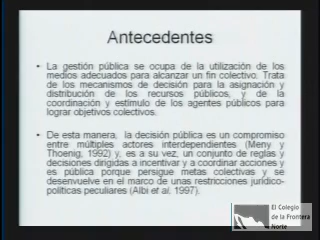 Antecedentes
• La gestión pública se ocupa de la utilización de los
medios adecuados para alcanzar un fin colectivo. Trata
de los mecanismos de decisión para la asignación y
distribución de los recursos públicos, y de la
coordinación y estímulo de los agentes públicos para
lograr objetivos colectivos.
• De esta manera, la decisión pública es un compromiso
entre múltiples actores interdependientes (Meny y
Thoenig, 1992) y, es a su vez, un conjunto de reglas y
decisiones dirigidas a incentivar y a coordinar acciones y
es pública porque persigue metas colectivas y se
desenvuelve en el marco de unas restricciones jurídico-
políticas peculiares (Albi et al. 1997).
El Colegio
de la Frontera
Norte